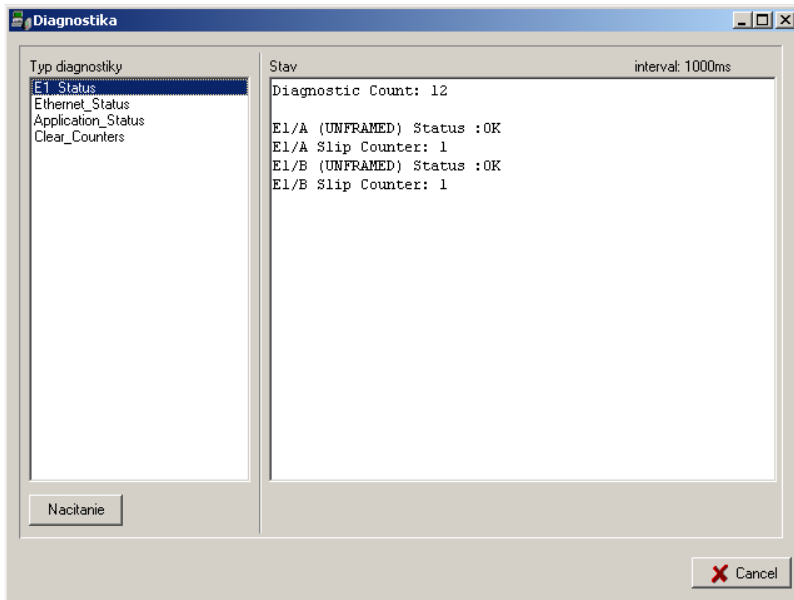 Diagnostika
Typ diagnostiky
E1_Status
Ethernet_Status
Application_Status
Clear_Counters
Nacitanie
Stav
interval: 1000ms
Diagnostic Count: 12
E1/A (UNFRAMED) Status :OK
E1/A Slip Counter: 1
E1/B (UNFRAMED) Status :OK
E1/B Slip Counter: 1
Cancel